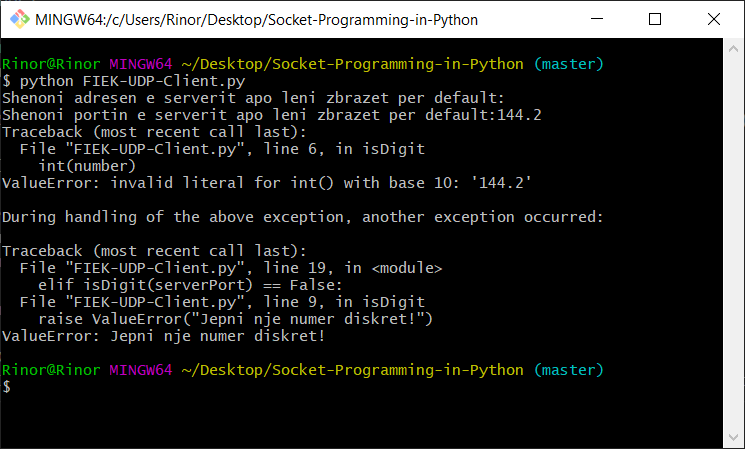 MINGW64:/c/Users/Rinor/Desktop/Socket-Programming-in-Python
Rinor@Rinor MINGW64 ~/Desktop/Socket-Programming-in-Python (master)
$ python FIEK-UDP-Client.py
Shenoni adresen e serverit apo leni zbrazet per default:
Shenoni portin e serverit apo leni zbrazet per default:144.2
Traceback (most recent call last):
  File "FIEK-UDP-Client.py", line 6, in isDigit
    int(number)
ValueError: invalid literal for int() with base 10: '144.2'
During handling of the above exception, another exception occurred:
Traceback (most recent call last):
  File "FIEK-UDP-Client.py", line 19, in <module>
    elif isDigit(serverPort) == False:
  File "FIEK-UDP-Client.py", line 9, in isDigit
    raise ValueError("Jepni nje numer diskret!")
ValueError: Jepni nje numer diskret!
Rinor@Rinor MINGW64 ~/Desktop/Socket-Programming-in-Python (master)
$